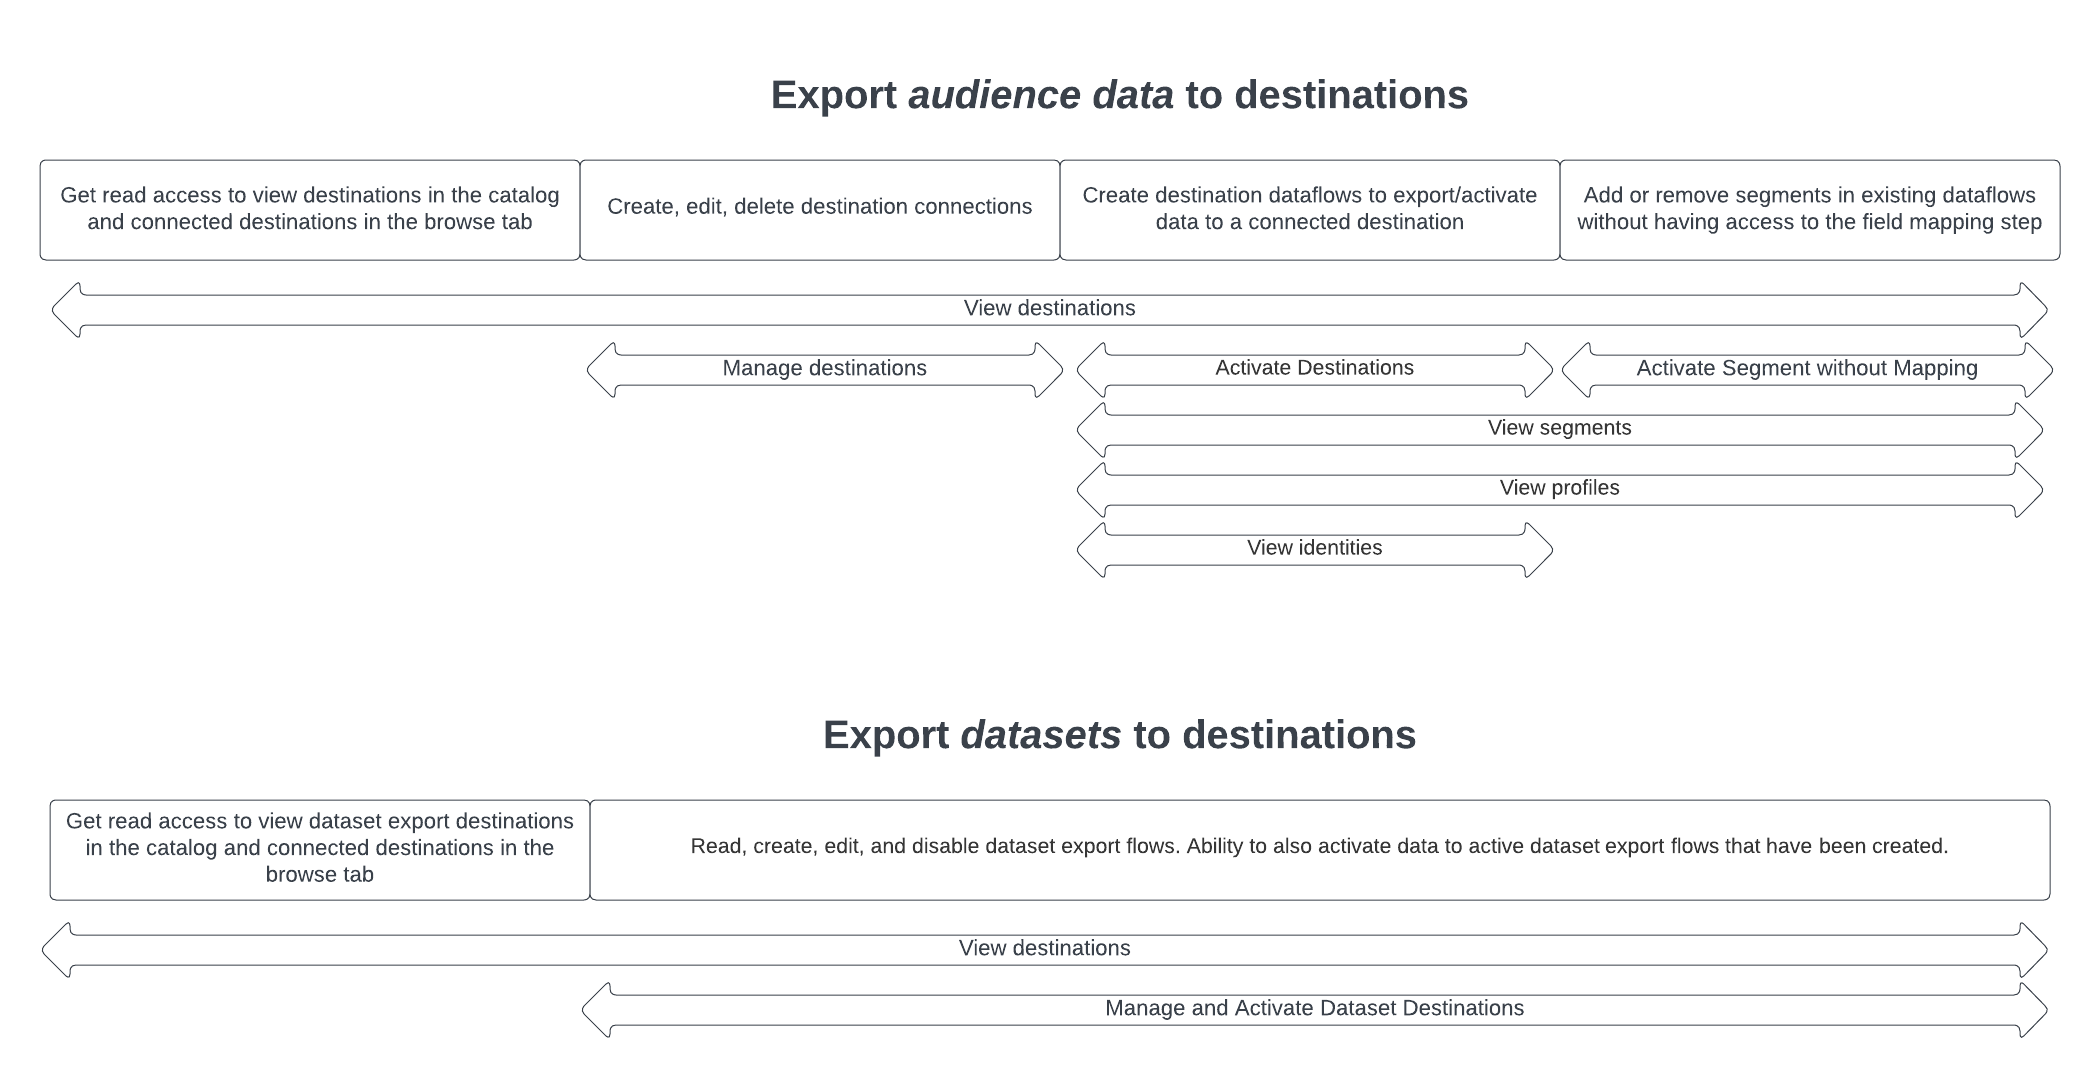 Export audience data to destinations
Get read access to view destinations in the catalog
and connected destinations in the browse tab
Create, edit, delete destination connections
Create destination dataflows to export/activate
data to a connected destination
Add or remove segments in existing dataflows
without having access to the field mapping step
View destinations
Manage destinations
Activate Destinations
Activate Segment without Mapping
View segments
View profiles
View identities
Export datasets to destinations
Get read access to view dataset export destinations
in the catalog and connected destinations in the
browse tab
Read, create, edit, and disable dataset export flows. Ability to also activate data to active dataset export flows that have been created.
View destinations
Manage and Activate Dataset Destinations